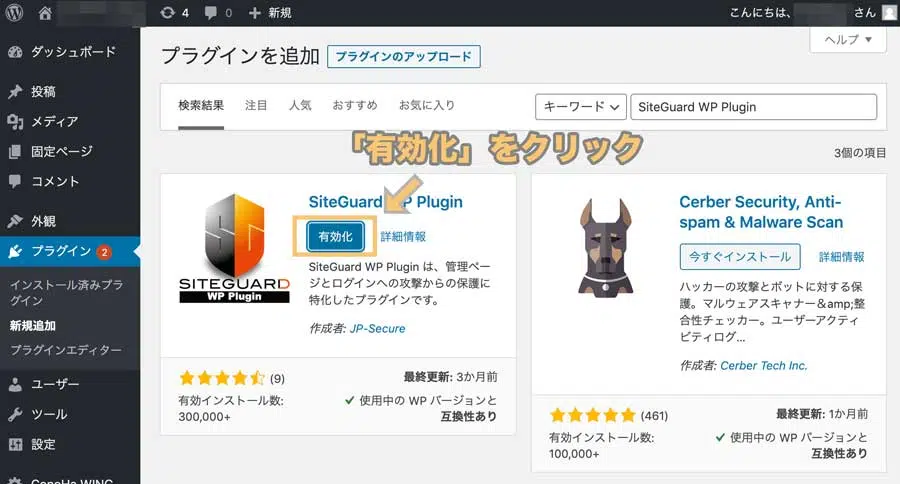 4 0 新規
こんにちは、 さん
ヘルプ ▼
ダッシュボード
投稿
メディア
固定ページ
コメント
外観
プラグイン 2
インストール済みプラ
グイン
新規追加
プラグインエディター
ユーザー
ツール
設定
ConoHa WING
プラグインを追加 プラグインのアップロード
検索結果 注目 人気 おすすめ お気に入り キーワード SiteGuard WP Plugin
「有効化」をクリック
3個の項目
SITEGUARD
WP Plugin
SiteGuard WP Plugin
有効化 詳細情報
SiteGuard WP Plugin は、管理ページ
とログインへの攻撃からの保護に
特化したプラグインです。
作成者: JP-Secure
(9)
有効インストール数:
300,000+
最終更新: 3か月前
✓ 使用中の WP バージョンと
互換性あり
Cerber Security, Anti-
spam & Malware Scan
今すぐインストール 詳細情報
ハッカーの攻撃とボットに対する保
護。マルウェアスキャナー＆amp;整
合性チェッカー。ユーザーアクティ
ビティログ...
作成者: Cerber Tech Inc.
(461)
有効インストール数:
100,000+
最終更新: 1か月前
✓ 使用中の WP バージョンと
互換性あり